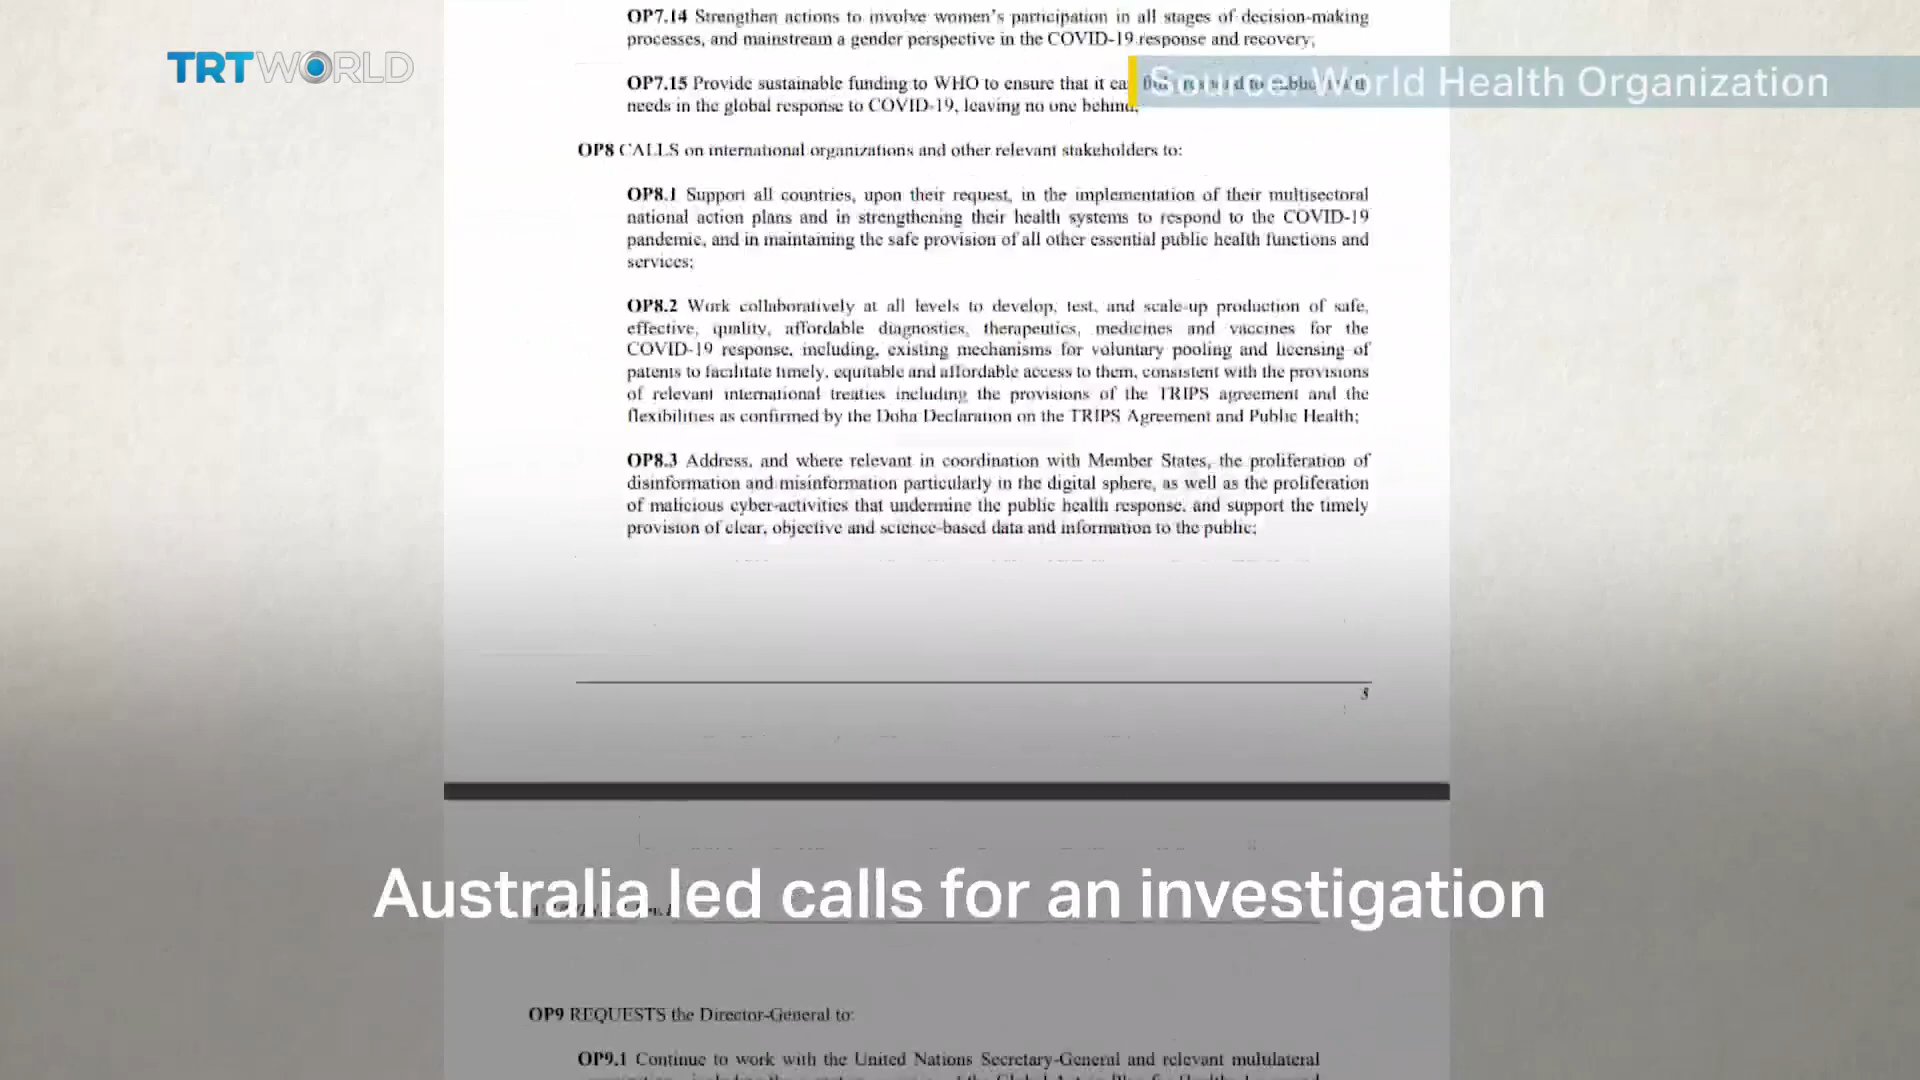 TRT WORLD
OP7.14 Strengthen actions to involve women's participation in all stages of decision-making
processes, and mainstream a gender perspective in the COVID-19 response and recovery;
Source: World Health Organization
OP7.15 Provide sustainable funding to WHO to ensure that it
needs in the global response to COVID-19, leaving no one behind;
OP8 CALLS on international organizations and other relevant stakeholders to:
OP8.1 Support all countries, upon their request, in the implementation of their multisectoral
national action plans and in strengthening their health systems to respond to the COVID-19
pandemic, and in maintaining the safe provision of all other essential public health functions and
services;
OP8.2 Work collaboratively at all levels to develop, test, and scale-up production of safe,
effective, quality, affordable diagnostics, therapeutics, medicines and vaccines for the
COVID-19 response, including, existing mechanisms for voluntary pooling and licensing of
patents to facilitate timely, equitable and affordable access to them, consistent with the provisions
of relevant international treaties including the provisions of the TRIPS agreement and the
flexibilities as confirmed by the Doha Declaration on the TRIPS Agreement and Public Health;
OP8.3 Address, and where relevant in coordination with Member States, the proliferation of
disinformation and misinformation particularly in the digital sphere, as well as the proliferation
of malicious cyber-activities that undermine the public health response, and support the timely
provision of clear, objective and science-based data and information to the public;
5
Australia led calls for an investigation
OP9 REQUESTS the Director-General to:
OP9.1 Continue to work with the United Nations Secretary-General and relevant multilateral